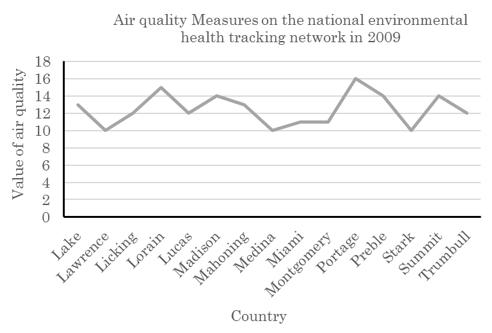 Air quality Measures on the national environmental
health tracking network in 2009
Value of air quality
18
16
14
12
10
8
6
4
2
0
Lake
Lawrence
Licking
Lorain
Lucas
Madison
Mahoning
Medina
Miami
Montgomery
Portage
Preble
Stark
Summit
Trumbull
Country